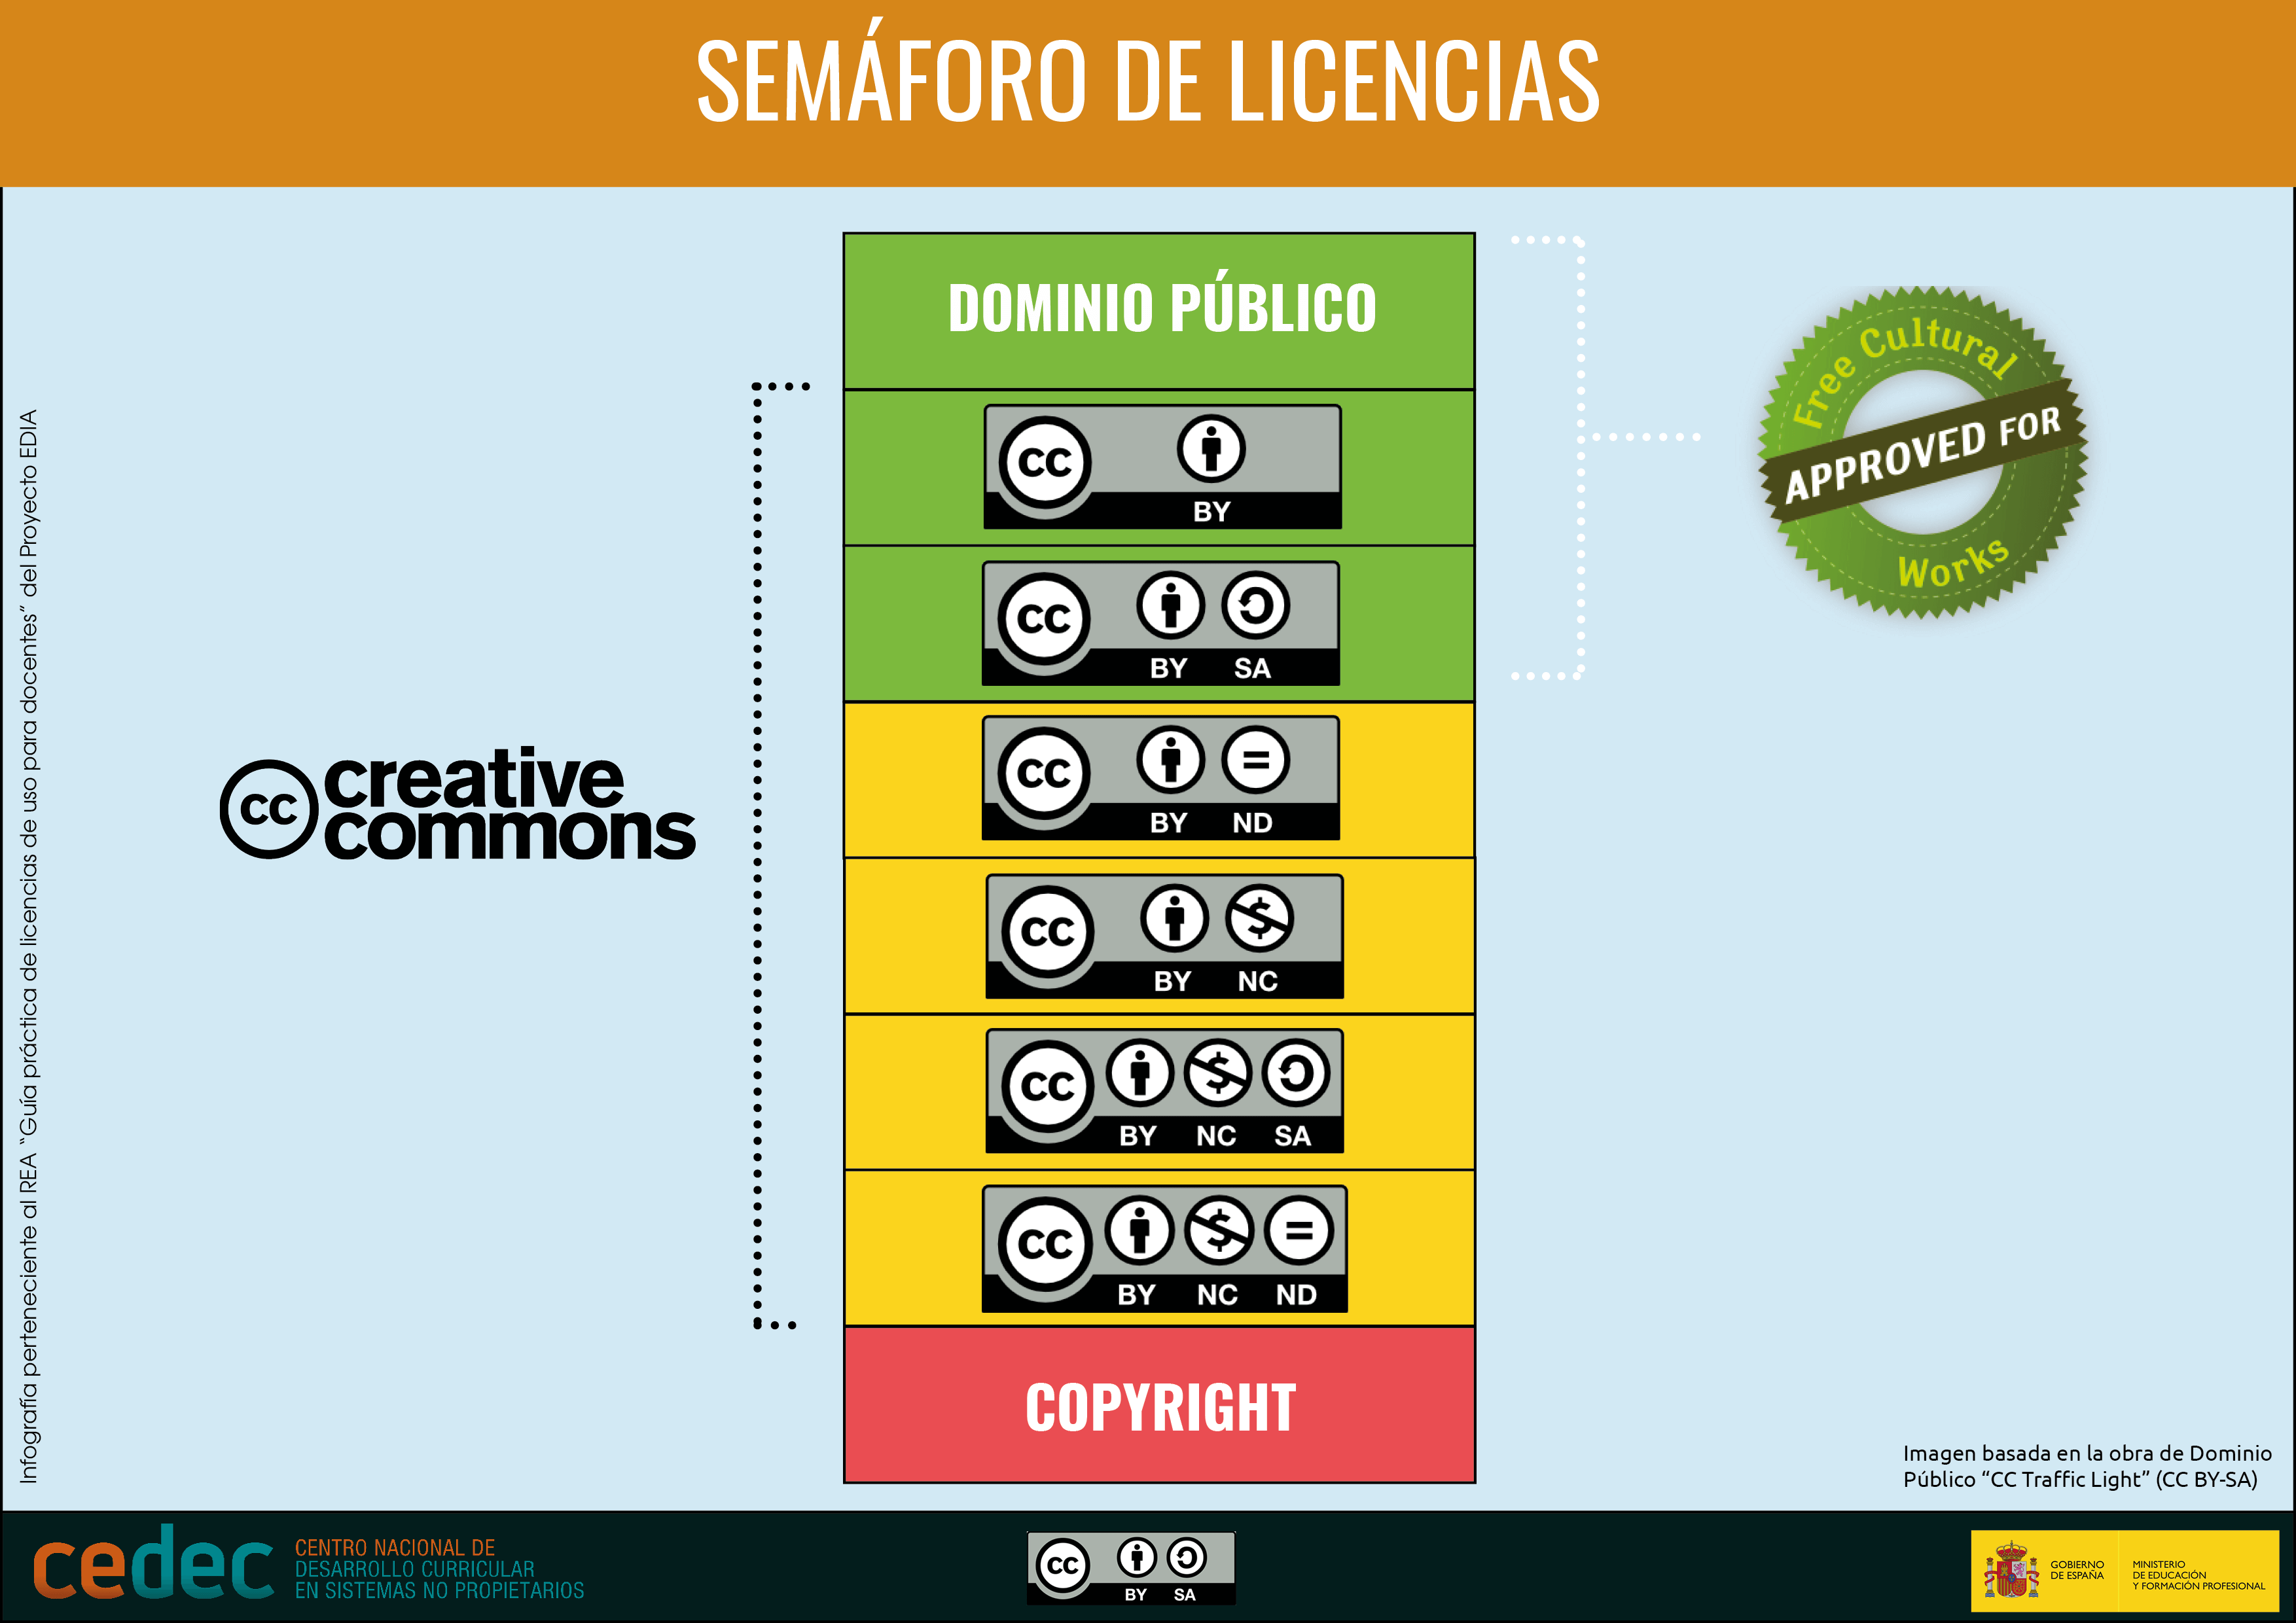 SEMÁFORO DE LICENCIAS
Infografía perteneciente al REA “Guía práctica de licencias de uso para docentes” del Proyecto EDIA
cc creative
commons
DOMINIO PÚBLICO
cc
BY
cc
BY SA
cc
BY ND
cc
BY NC
cc
BY NC SA
cc
BY NC ND
COPYRIGHT
Free Cultural
APPROVED FOR
Works
Imagen basada en la obra de Dominio
Público “CC Traffic Light” (CC BY-SA)
cedec
CENTRO NACIONAL DE
DESARROLLO CURRICULAR
EN SISTEMAS NO PROPIETARIOS
cc
BY SA
GOBIERNO
DE ESPAÑA
MINISTERIO
DE EDUCACIÓN
Y FORMACIÓN PROFESIONAL